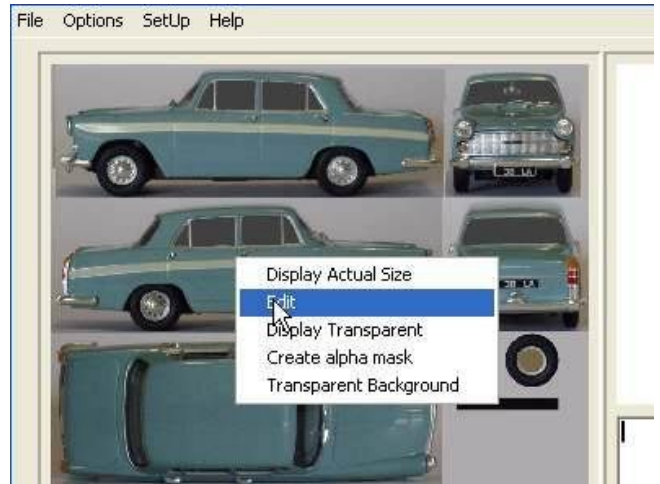 File Options SetUp Help
Display Actual Size
Edit
Display Transparent
Create alpha mask
Transparent Background